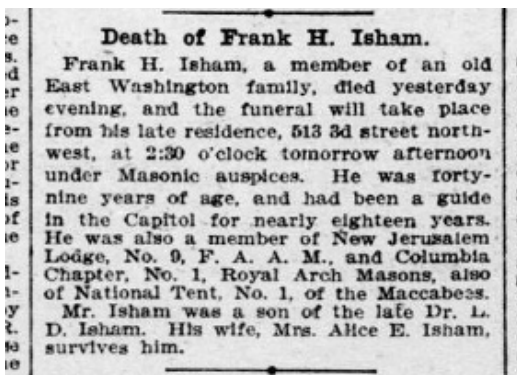 Death of Frank H. Isham.
Frank H. Isham, a member of an old
East Washington family, died yesterday
evening, and the funeral will take place
from his late residence, 513 3d street north-
west, at 2:30 o'clock tomorrow afternoon
under Masonic auspices. He was forty-
nine years of age, and had been a guide
in the Capitol for nearly eighteen years.
He was also a member of New Jerusalem
Lodge, No. 9, F. A. A. M., and Columbia
Chapter, No. 1, Royal Arch Masons, also
of National Tent, No. 1, of the Maccabees.
Mr. Isham was a son of the late Dr. L.
D. Isham. His wife, Mrs. Alice E. Isham,
survives him.